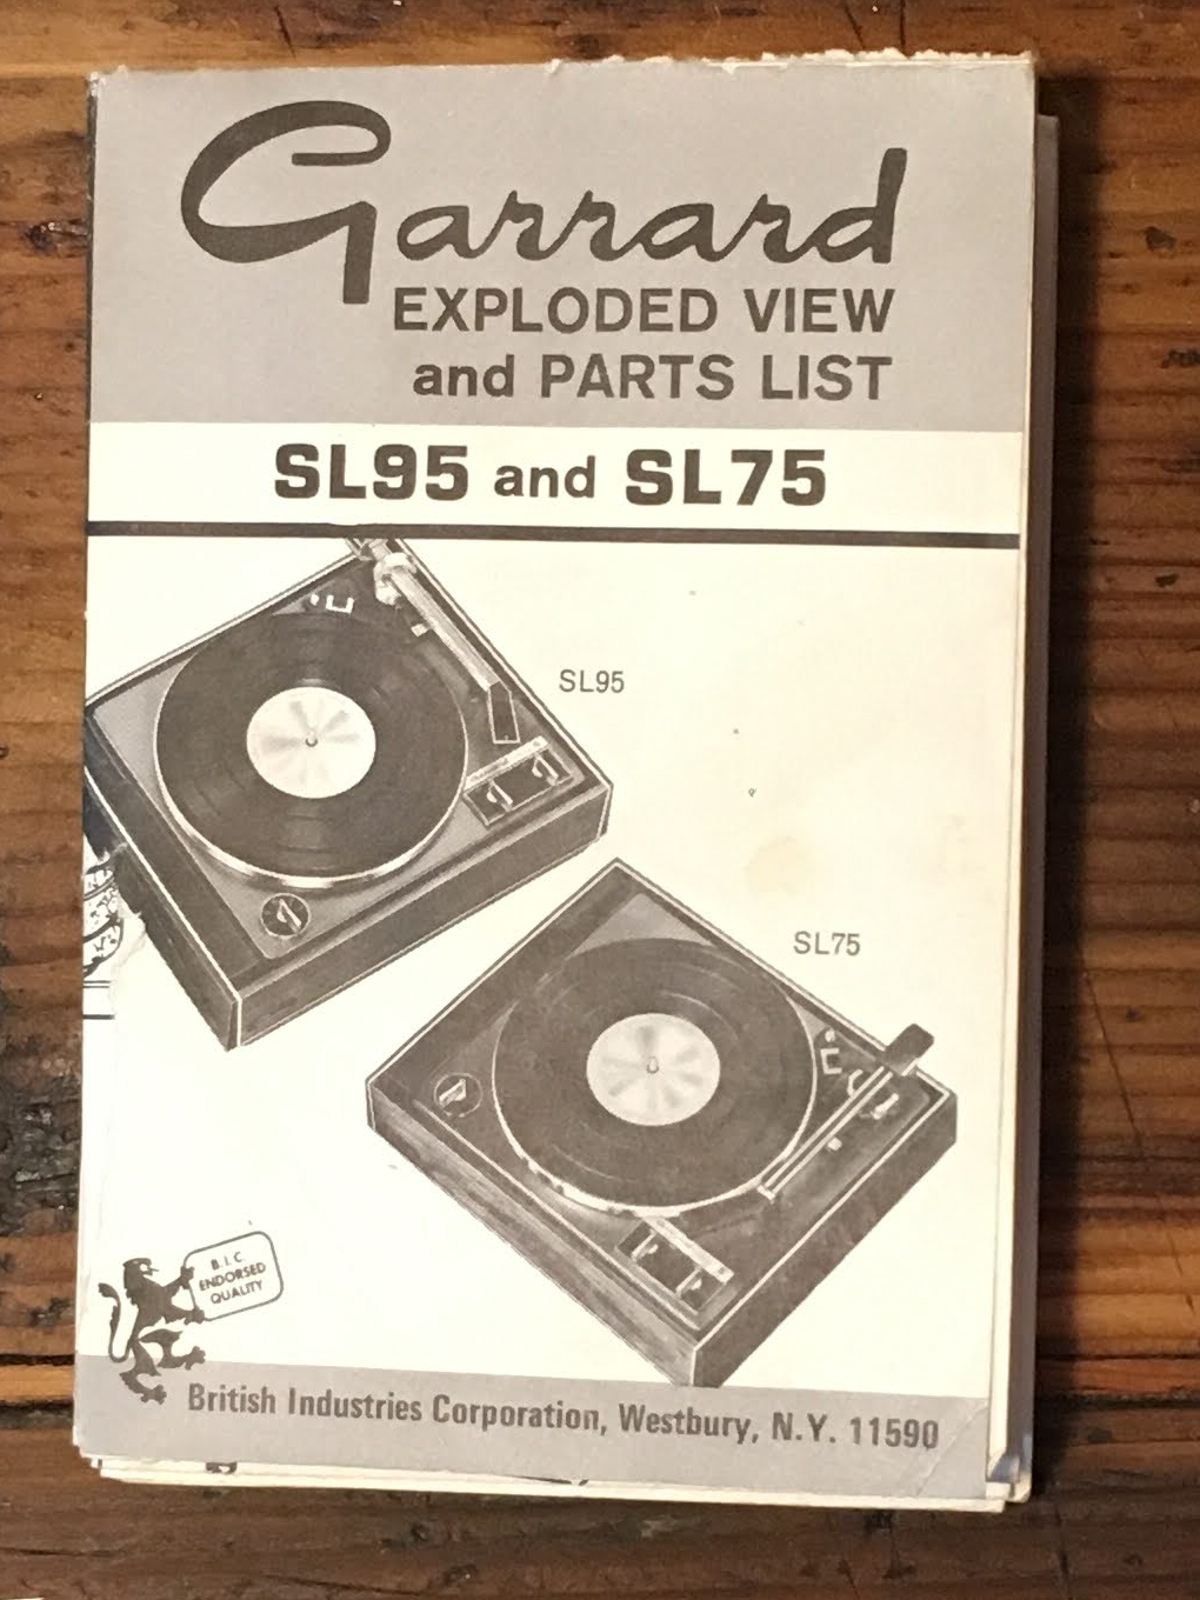 Garrard
EXPLODED VIEW
and PARTS LIST
SL95 and SL75
SL95
SL75
B.I.C.
ENDORSED
QUALITY
British Industries Corporation, Westbury, N.Y. 11590